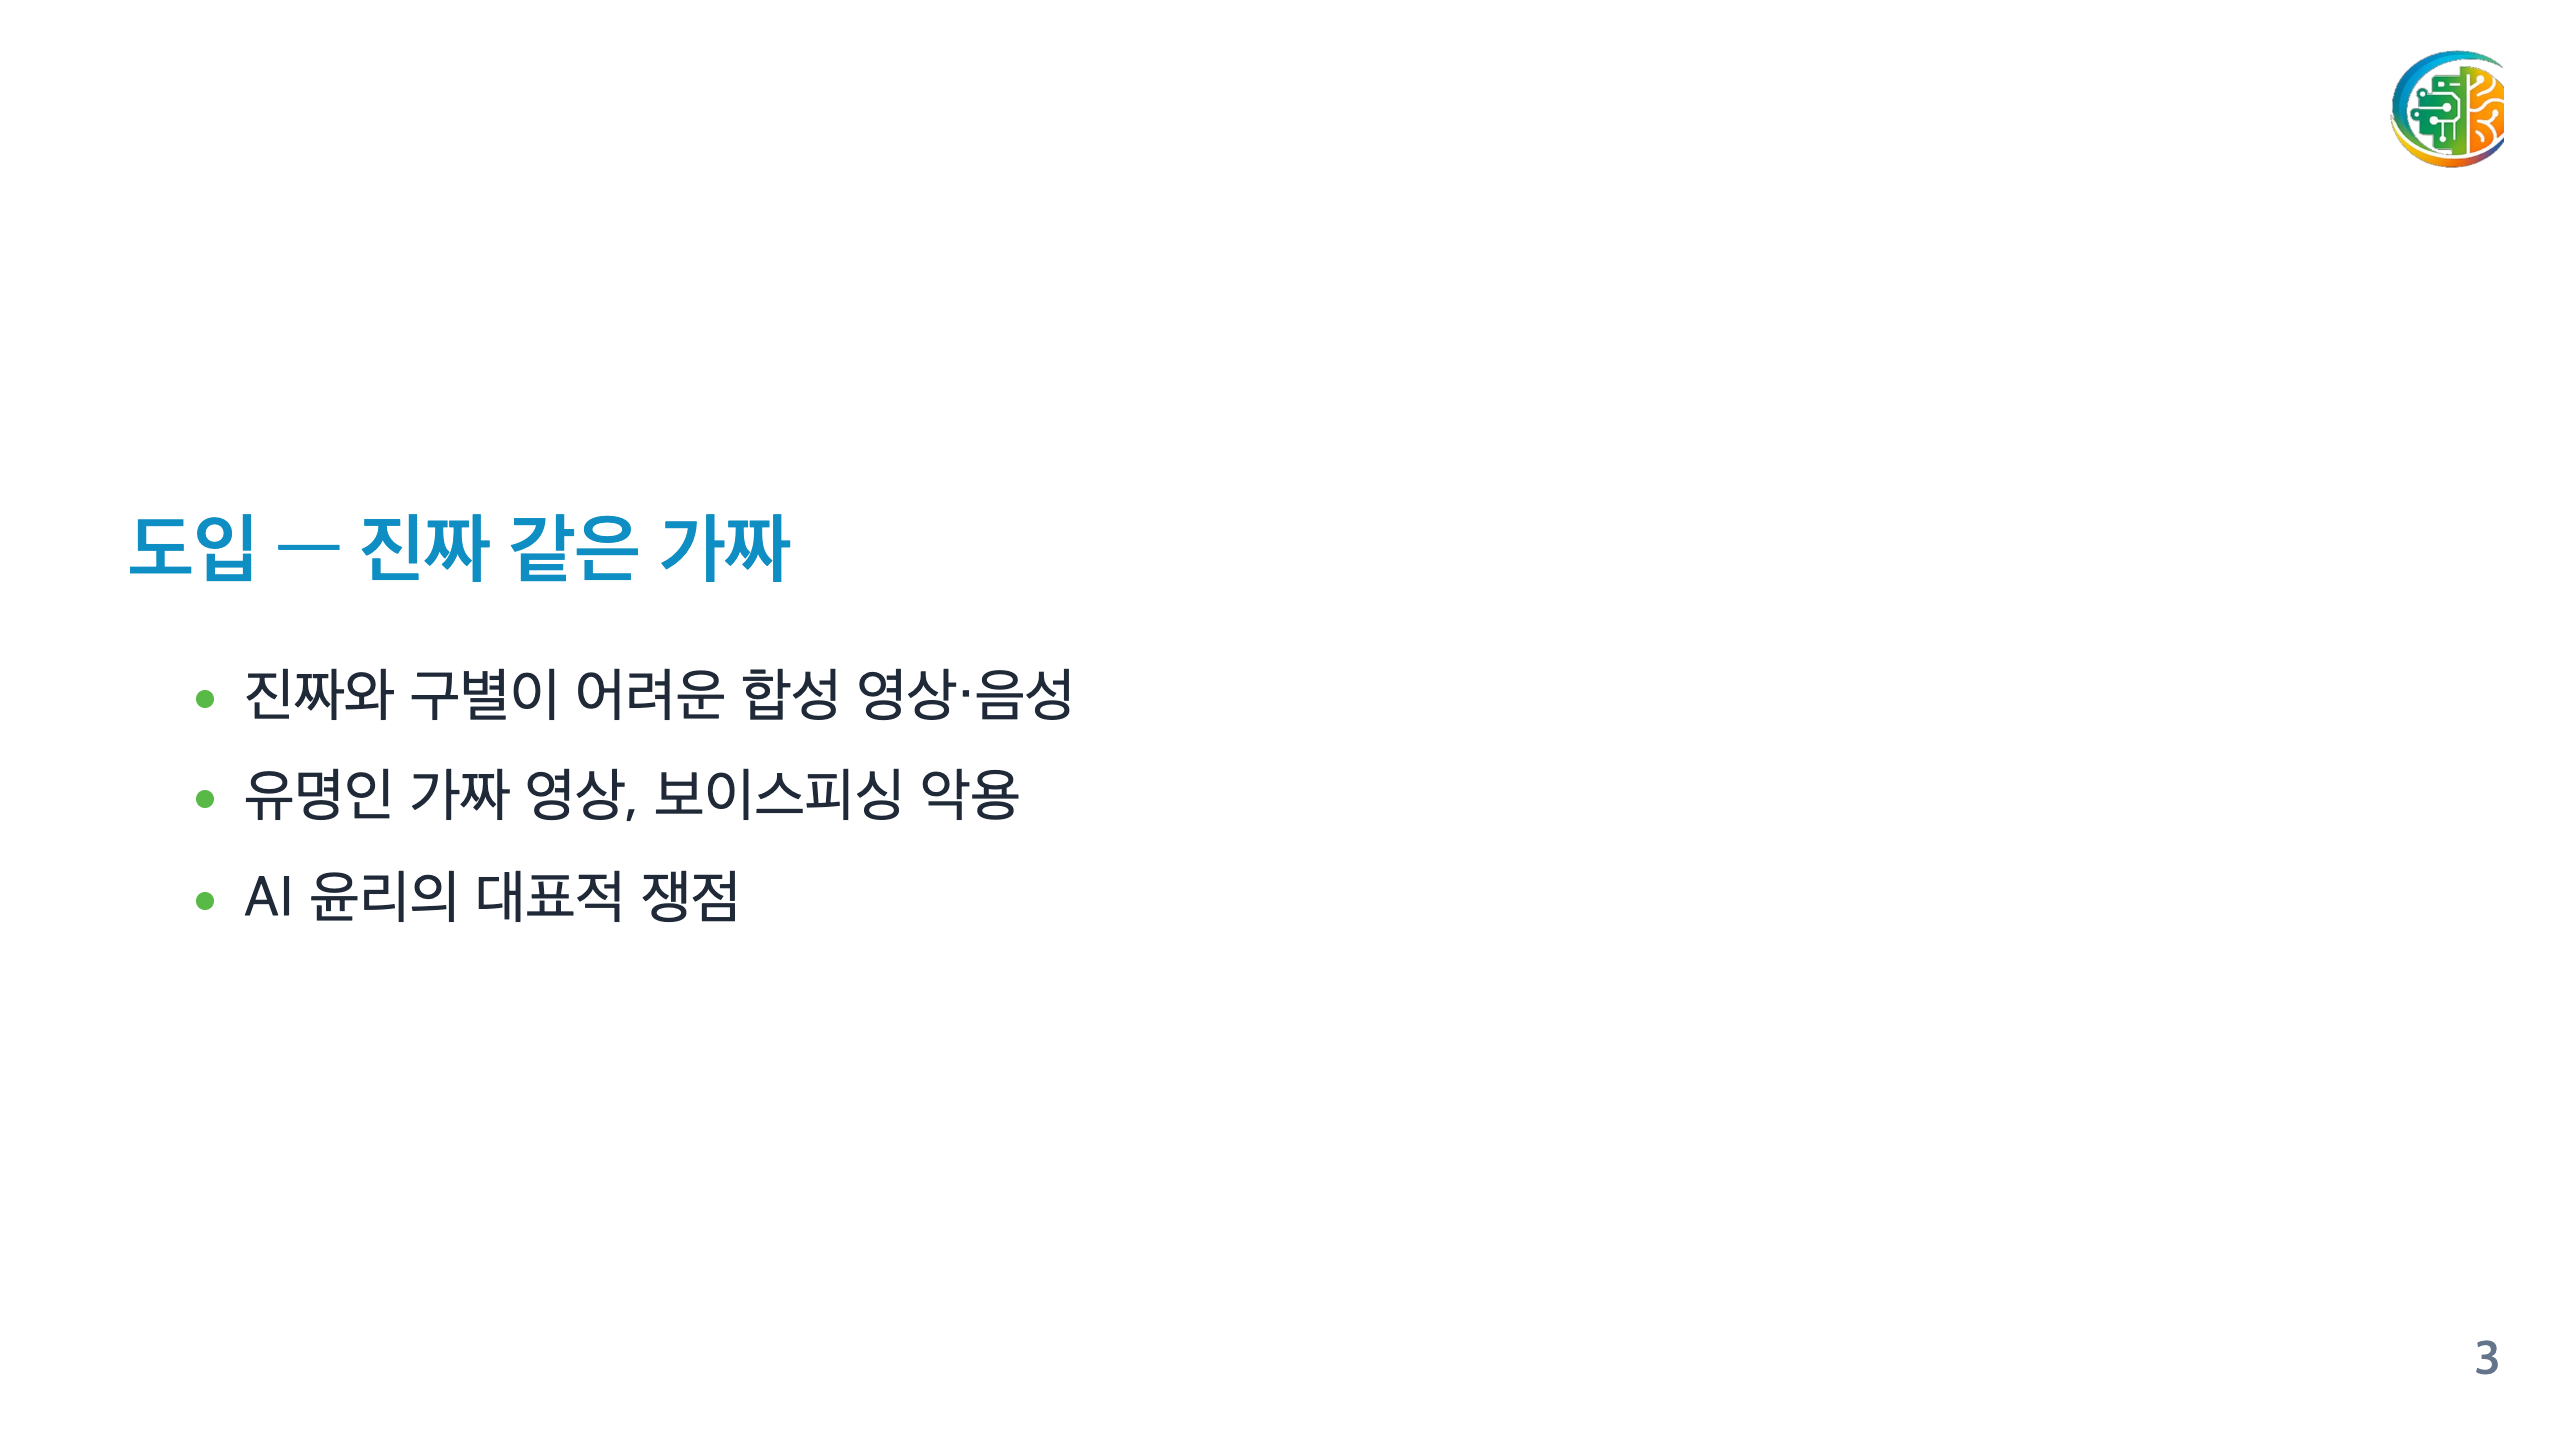 도입 — 진짜 같은 가짜
진짜와 구별이 어려운 합성 영상·음성
유명인 가짜 영상, 보이스피싱 악용
AI 윤리의 대표적 쟁점
3